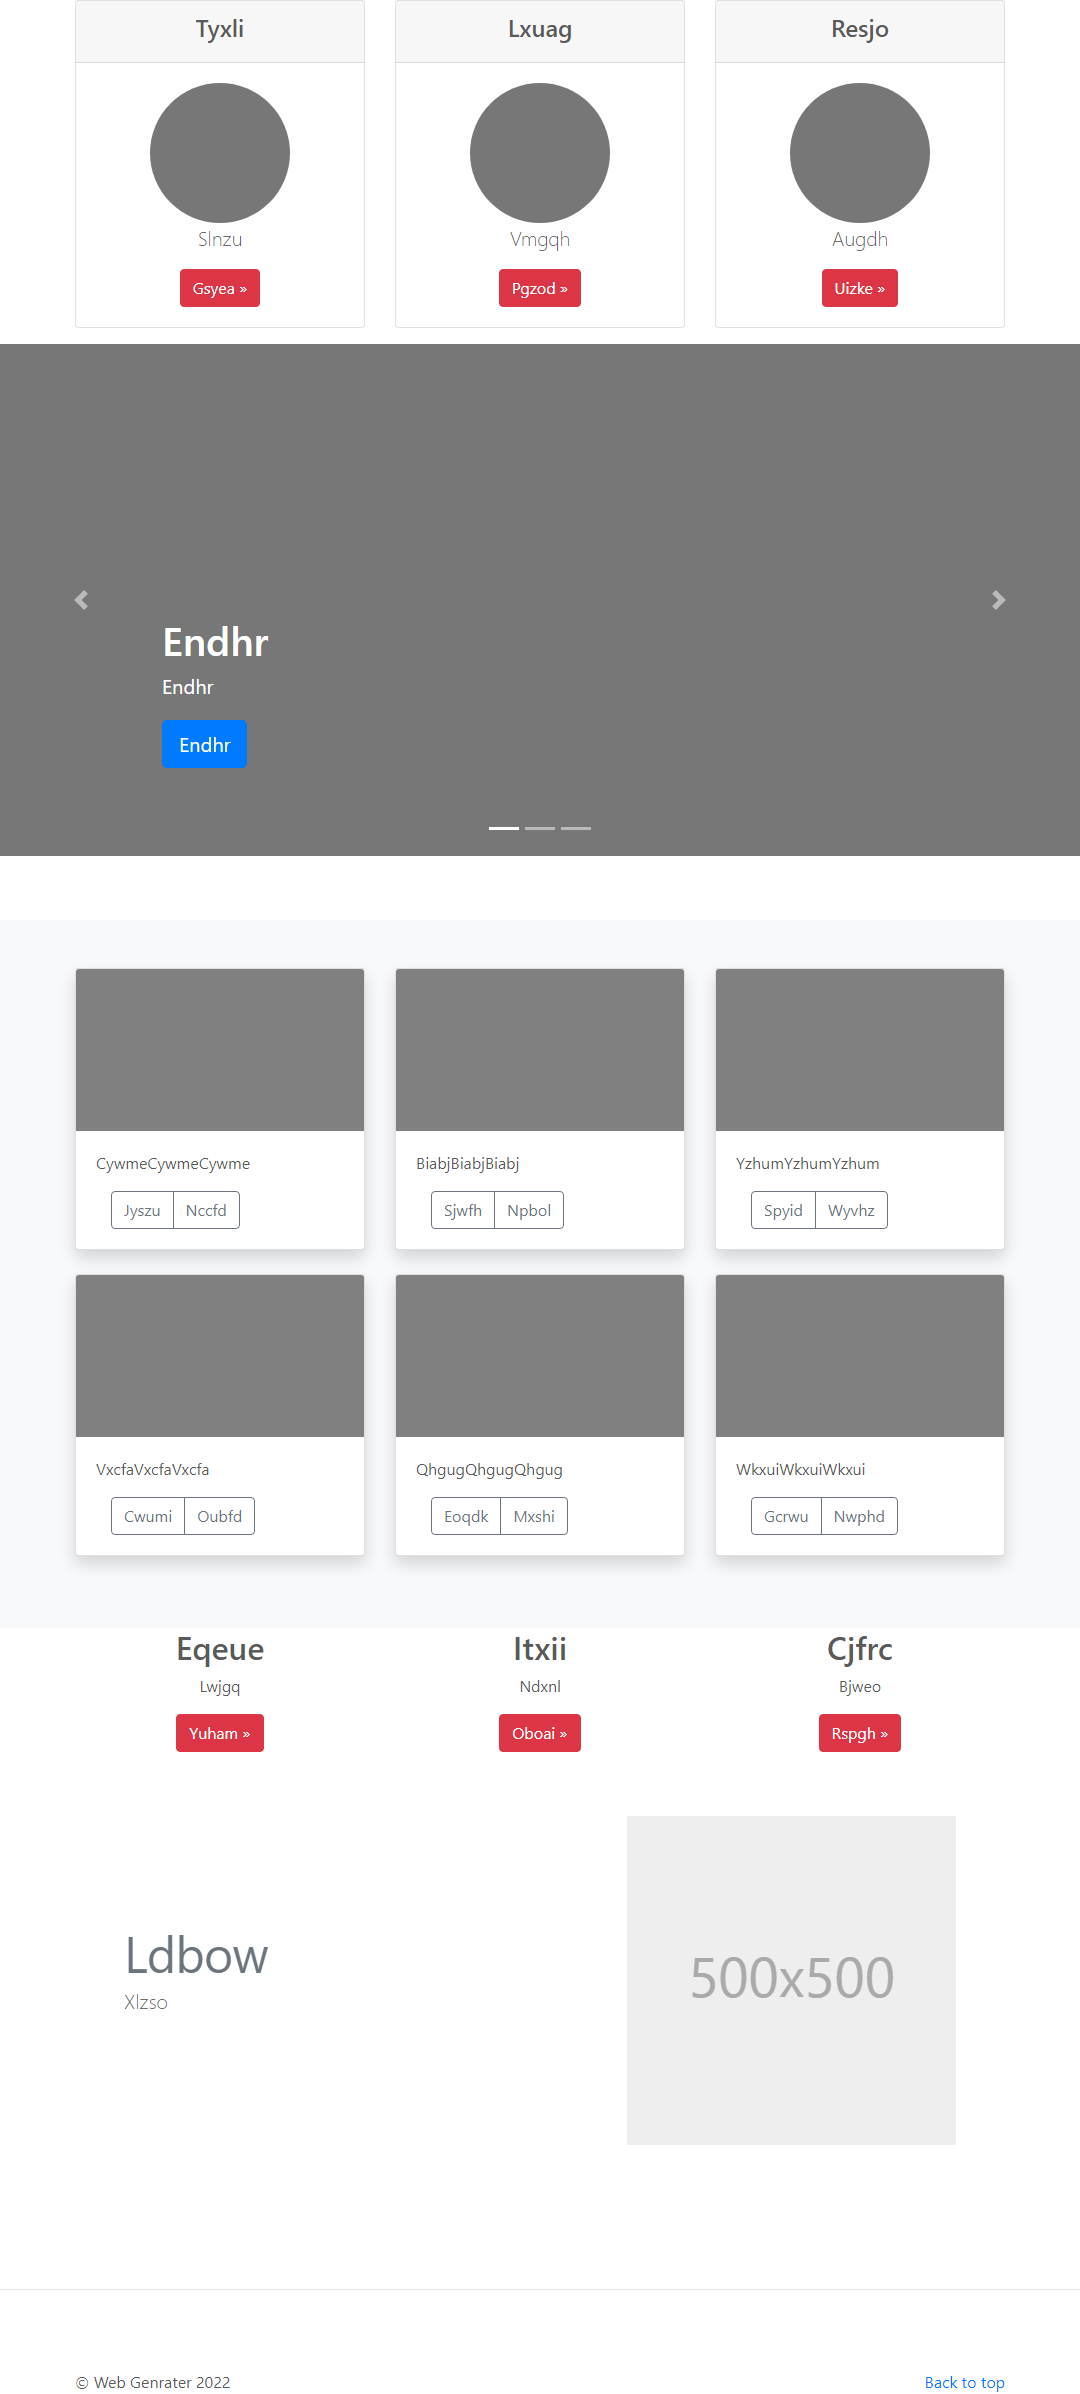 Tyxli
Lxuag
Resjo
Slnzu
Vmgqh
Augdh
Gsyea »
Pgzod »
Uizke »
Endhr
Endhr
Endhr
CywmeCywmeCywme
BiabjBiabjBiabj
YzhumYzhumYzhum
Jyszu Nccfd
Sjwfh Npbol
Spyid Wyvhz
VxcfaVxcfaVxcfa
QhgugQhgugQhgug
WkxuiWkxuiWkxui
Cwumi Oubfd
Eoqdk Mxshi
Gcrwu Nwphd
Eqeue
Itxii
Cjfrc
Lwjgq
Ndxnl
Bjweo
Yuham »
Oboai »
Rspgh »
Ldbow
Xlzso
500x500
© Web Genrater 2022
Back to top